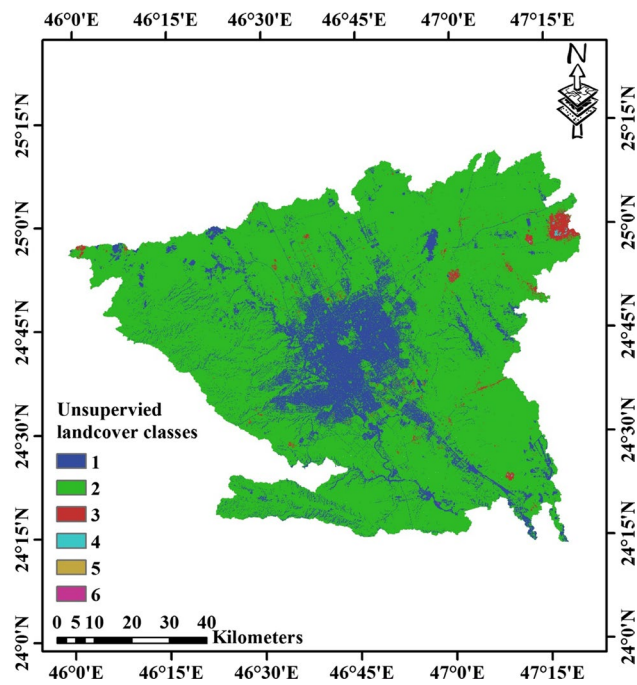 46°0'E 46°15'E 46°30'E 46°45'E 47°0'E 47°15'E
N
25°15'N 25°15'N
25°0'N 25°0'N
24°45'N 24°45'N
24°30'N 24°30'N
24°15'N 24°15'N
24°0'N 24°0'N
Unsupervied
landcover classes
1
2
3
4
5
6
0 5 10 20 30 40
Kilometers
46°0'E 46°15'E 46°30'E 46°45'E 47°0'E 47°15'E